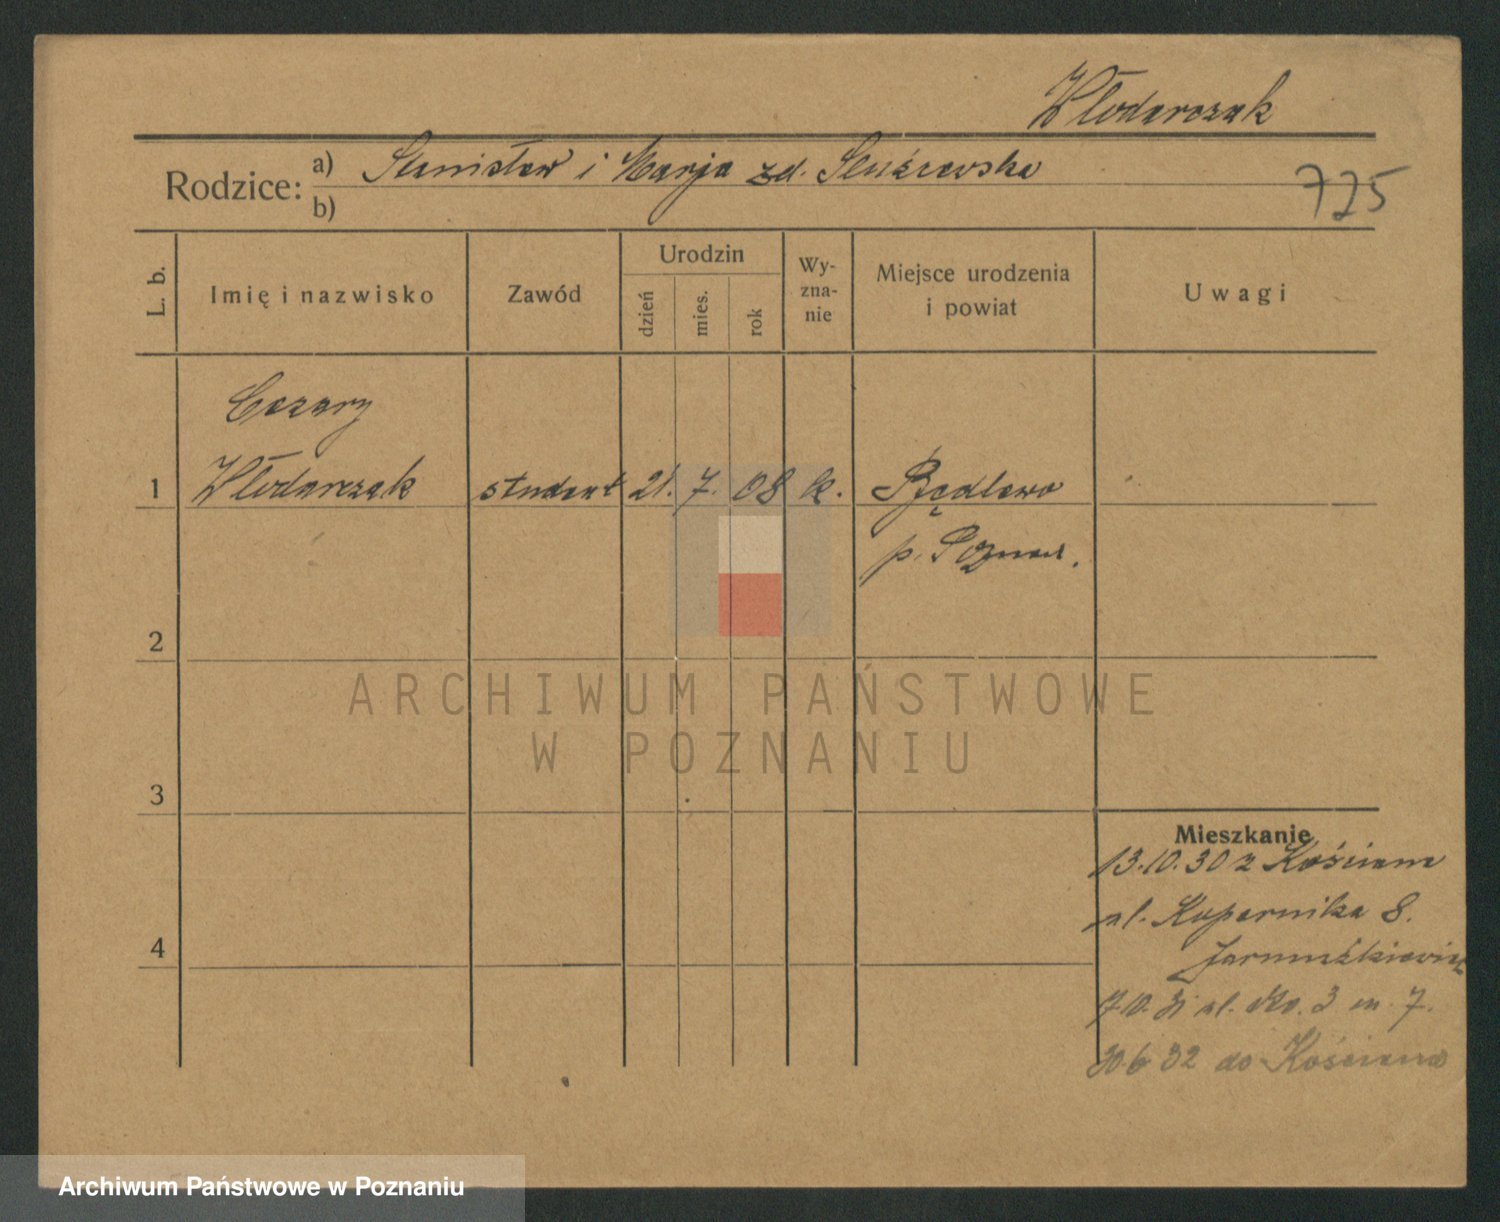 Włodarczak
Rodzice: a) Stanisław i Marja zd. Służewska
b)
725
L. b.
Imię i nazwisko
Zawód
Urodzin
dzień
mies.
rok
Wy-
zna-
nie
Miejsce urodzenia
i powiat
Uwagi
Cezary
1 Włodarczak student 21. 7. 08 k. Będlewo
p. Poznań.
2
ARCHIWUM PAŃSTWOWE
W POZNANIU
3
Mieszkanie
13.10.30 z Kościana
ul. Kopernika 8.
4
m. 7.
30.6 32 do Kościana
Archiwum Państwowe w Poznaniu